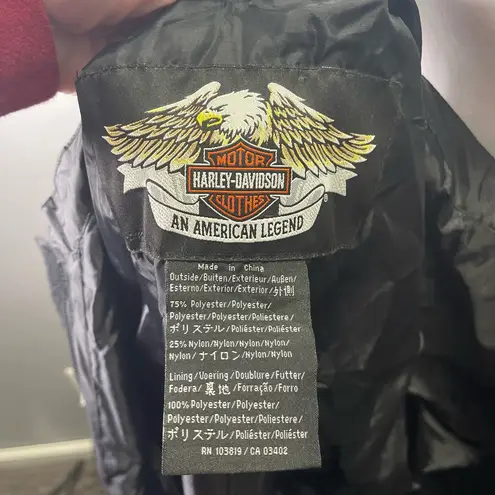 MOTOR
HARLEY-DAVIDSON
CLOTHES
®
AN AMERICAN LEGEND
Made in China
Outside/Buiten/Exterieur/Außen/
Esterno/Exterior/Exterior/外側
75% Polyester/Polyester/
Polyester/Polyester/Poliestere/
ポリステル/Poliéster/Poliéster
25% Nylon/Nylon/Nylon/Nylon/
Nylon/ナイロン/Nylon/Nylon
Lining/Voering/Doublure/Futter/
Fodera/裏地/Forração/Forro
100% Polyester/Polyester/
Polyester/Polyester/Poliestere/
ポリステル/Poliéster/Poliéster
RN 103819 / CA 03402